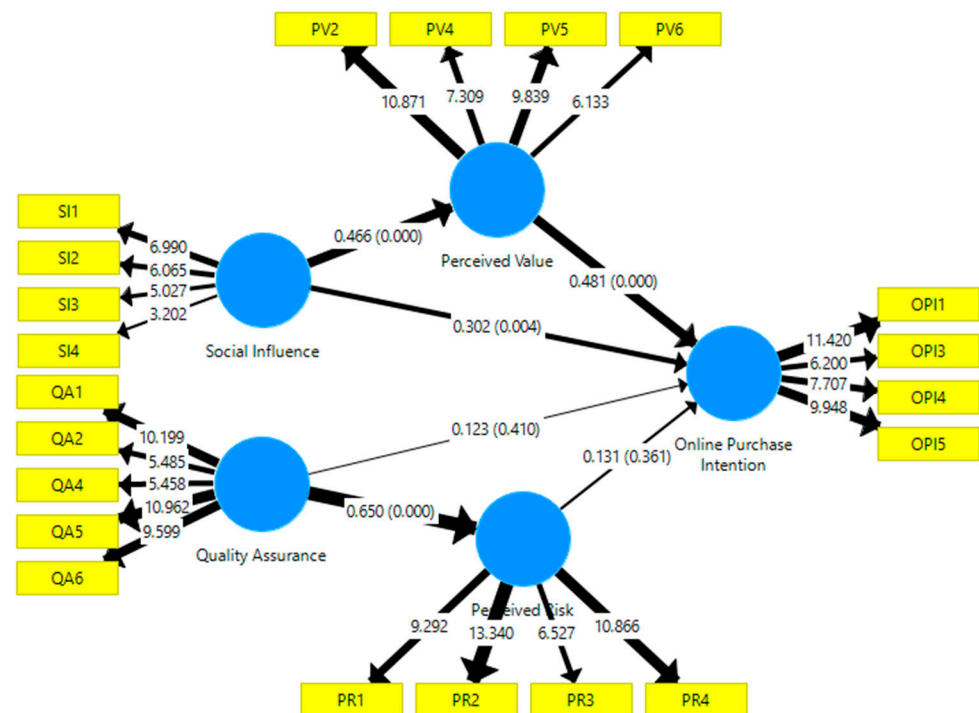 PV2
PV4
PV5
PV6
10.871
7.309
9.839
6.133
SI1
SI2
SI3
SI4
6.990
6.065
5.027
3.202
Social Influence
0.466 (0.000)
Perceived Value
0.481 (0.000)
0.302 (0.004)
OPI1
OPI3
OPI4
OPI5
11.420
6.200
7.707
9.948
Online Purchase
Intention
QA1
QA2
QA4
QA5
QA6
10.199
5.485
5.458
10.962
9.599
Quality Assurance
0.123 (0.410)
0.131 (0.361)
0.650 (0.000)
Perceived Risk
9.292
13.340
6.527
10.866
PR1
PR2
PR3
PR4